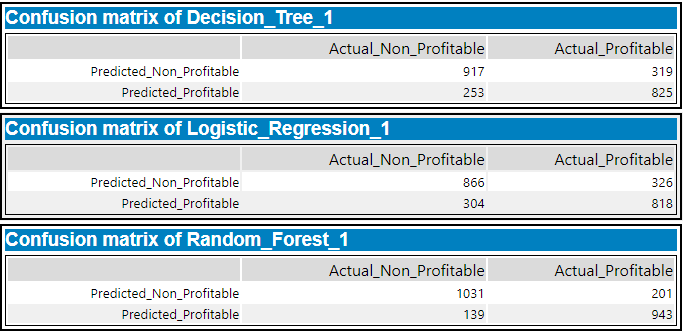 Confusion matrix of Decision_Tree_1
Actual_Non_Profitable Actual_Profitable
Predicted_Non_Profitable 917 319
Predicted_Profitable 253 825
Confusion matrix of Logistic_Regression_1
Actual_Non_Profitable Actual_Profitable
Predicted_Non_Profitable 866 326
Predicted_Profitable 304 818
Confusion matrix of Random_Forest_1
Actual_Non_Profitable Actual_Profitable
Predicted_Non_Profitable 1031 201
Predicted_Profitable 139 943